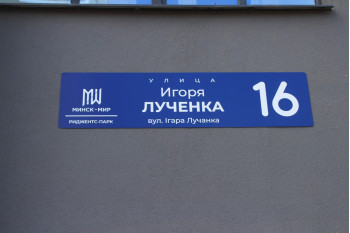 УЛИЦА
Игоря
ЛУЧЕНКА
вул. Ігара Лучанка
16
МИНСК-МИР
РИДЖЕНТС-ПАРК